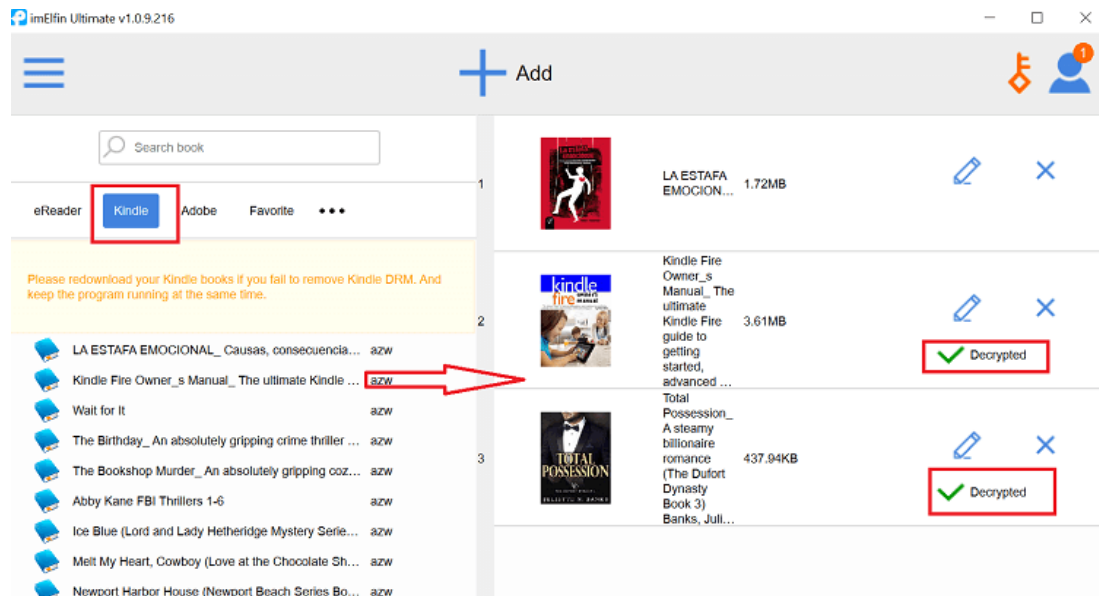 imElfin Ultimate v1.0.9.216
Add
1
Search book
eReader
Kindle
Adobe
Favorite
•••
Please redownload your Kindle books if you fail to remove Kindle DRM. And
keep the program running at the same time.
LA ESTAFA EMOCIONAL_ Causas, consecuencia... azw
Kindle Fire Owner_s Manual_ The ultimate Kindle ... azw
Wait for It azw
The Birthday_ An absolutely gripping crime thriller ... azw
The Bookshop Murder_ An absolutely gripping coz... azw
Abby Kane FBI Thrillers 1-6 azw
Ice Blue (Lord and Lady Hetheridge Mystery Serie... azw
Melt My Heart, Cowboy (Love at the Chocolate Sh... azw
Newport Harbor House (Newport Beach Series Bo... azw
1
LA ESTAFA
EMOCIONAL
LA ESTAFA
EMOCION...
1.72MB
2
kindle
fire
Kindle Fire
Owner_s
Manual_ The
ultimate
Kindle Fire
guide to
getting
started,
advanced ...
3.61MB
Decrypted
3
TOTAL
POSSESSION
JULIETTE N. BANKS
Total
Possession_
A steamy
billionaire
romance
(The Dufort
Dynasty
Book 3)
Banks, Juli...
437.94KB
Decrypted